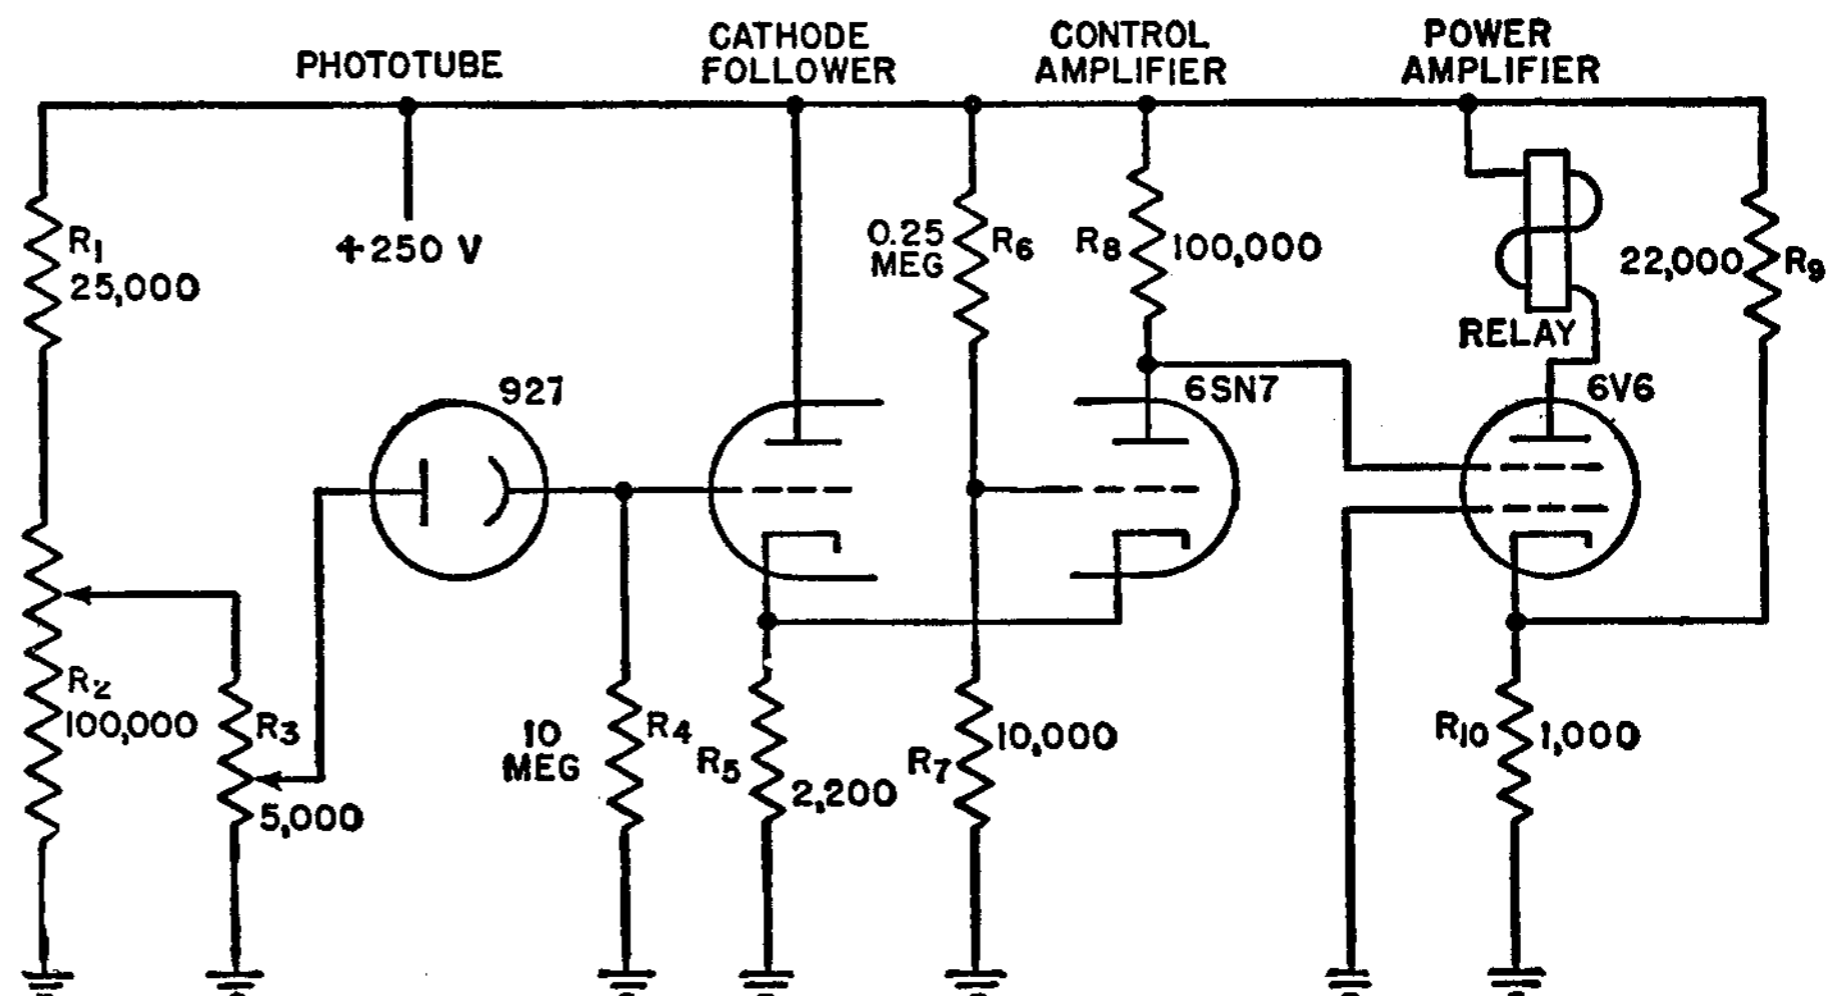 PHOTOTUBE
CATHODE
FOLLOWER
CONTROL
AMPLIFIER
POWER
AMPLIFIER
+250 V
R1
25,000
0.25
MEG
R6
R8
100,000
22,000
R9
RELAY
927
6SN7
6V6
R2
100,000
R3
5,000
10
MEG
R4
R5
2,200
R7
10,000
R10
1,000